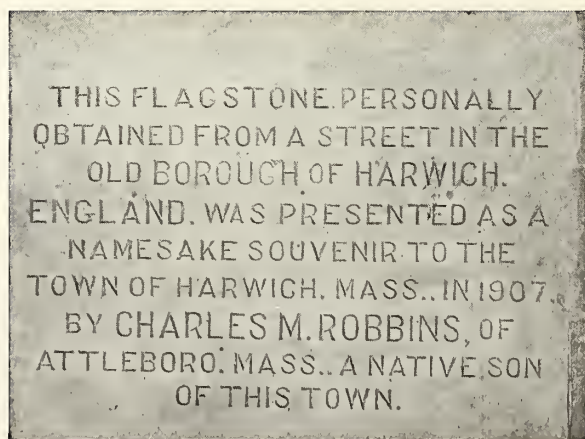 THIS FLAGSTONE. PERSONALLY
OBTAINED FROM A STREET IN THE
OLD BOROUGH OF HARWICH.
ENGLAND. WAS PRESENTED AS A
NAMESAKE SOUVENIR TO THE
TOWN OF HARWICH. MASS.. IN 1907.
BY CHARLES M. ROBBINS, OF
ATTLEBORO. MASS.. A NATIVE SON
OF THIS TOWN.